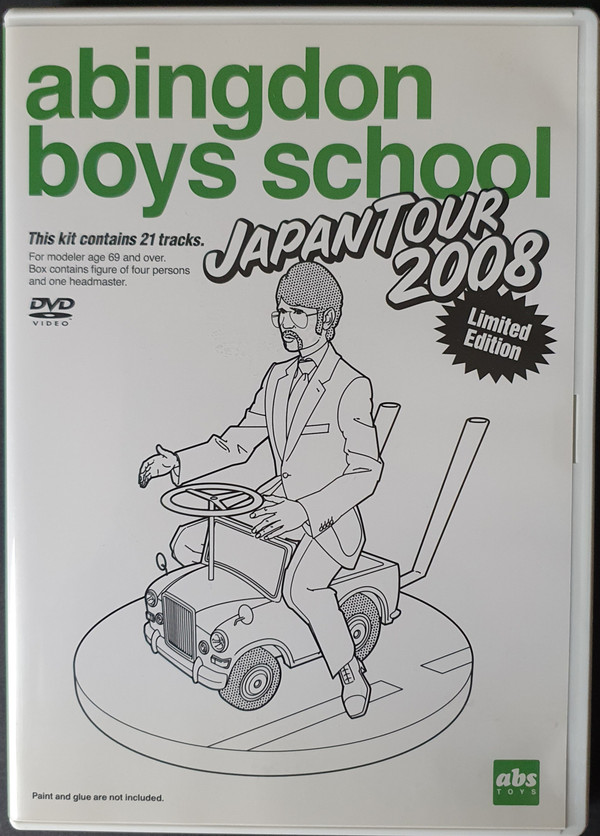 abingdon
boys school
JAPAN TOUR
2008
This kit contains 21 tracks.
For modeler age 69 and over.
Box contains figure of four persons
and one headmaster.
DVD
VIDEO
Limited
Edition
Paint and glue are not included.
abs
TOYS